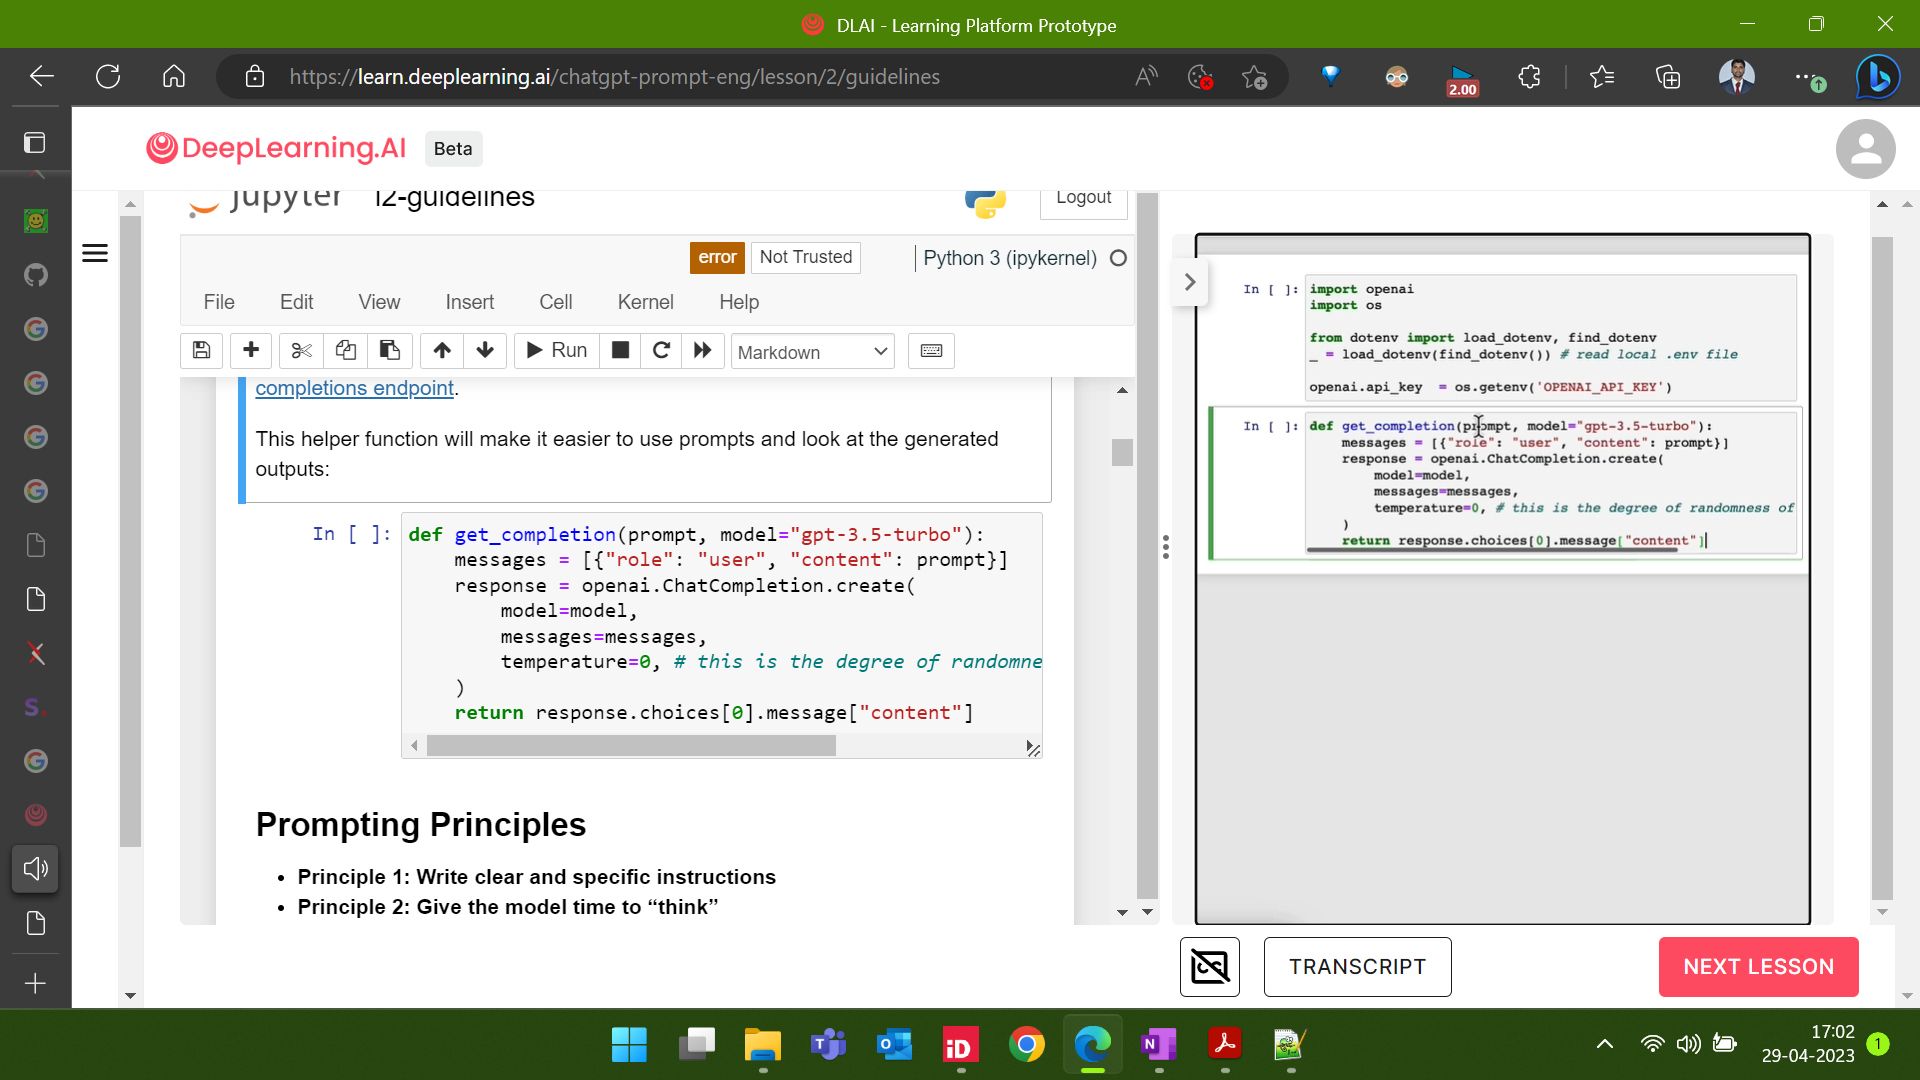 DLAI - Learning Platform Prototype
https://learn.deeplearning.ai/chatgpt-prompt-eng/lesson/2/guidelines
2.00
DeepLearning.AI Beta
jupyter l2-guidelines
Logout
error Not Trusted Python 3 (ipykernel)
File Edit View Insert Cell Kernel Help
Run Markdown
completions endpoint.
This helper function will make it easier to use prompts and look at the generated
outputs:
In [ ]: def get_completion(prompt, model="gpt-3.5-turbo"):
messages = [{"role": "user", "content": prompt}]
response = openai.ChatCompletion.create(
model=model,
messages=messages,
temperature=0, # this is the degree of randomne
)
return response.choices[0].message["content"]
Prompting Principles
• Principle 1: Write clear and specific instructions
• Principle 2: Give the model time to “think”
In [ ]: import openai
import os
from dotenv import load_dotenv, find_dotenv
_ = load_dotenv(find_dotenv()) # read local .env file
openai.api_key = os.getenv('OPENAI_API_KEY')
In [ ]: def get_completion(prompt, model="gpt-3.5-turbo"):
messages = [{"role": "user", "content": prompt}]
response = openai.ChatCompletion.create(
model=model,
messages=messages,
temperature=0, # this is the degree of randomness of
)
return response.choices[0].message["content"]
CC TRANSCRIPT NEXT LESSON
17:02
29-04-2023
1